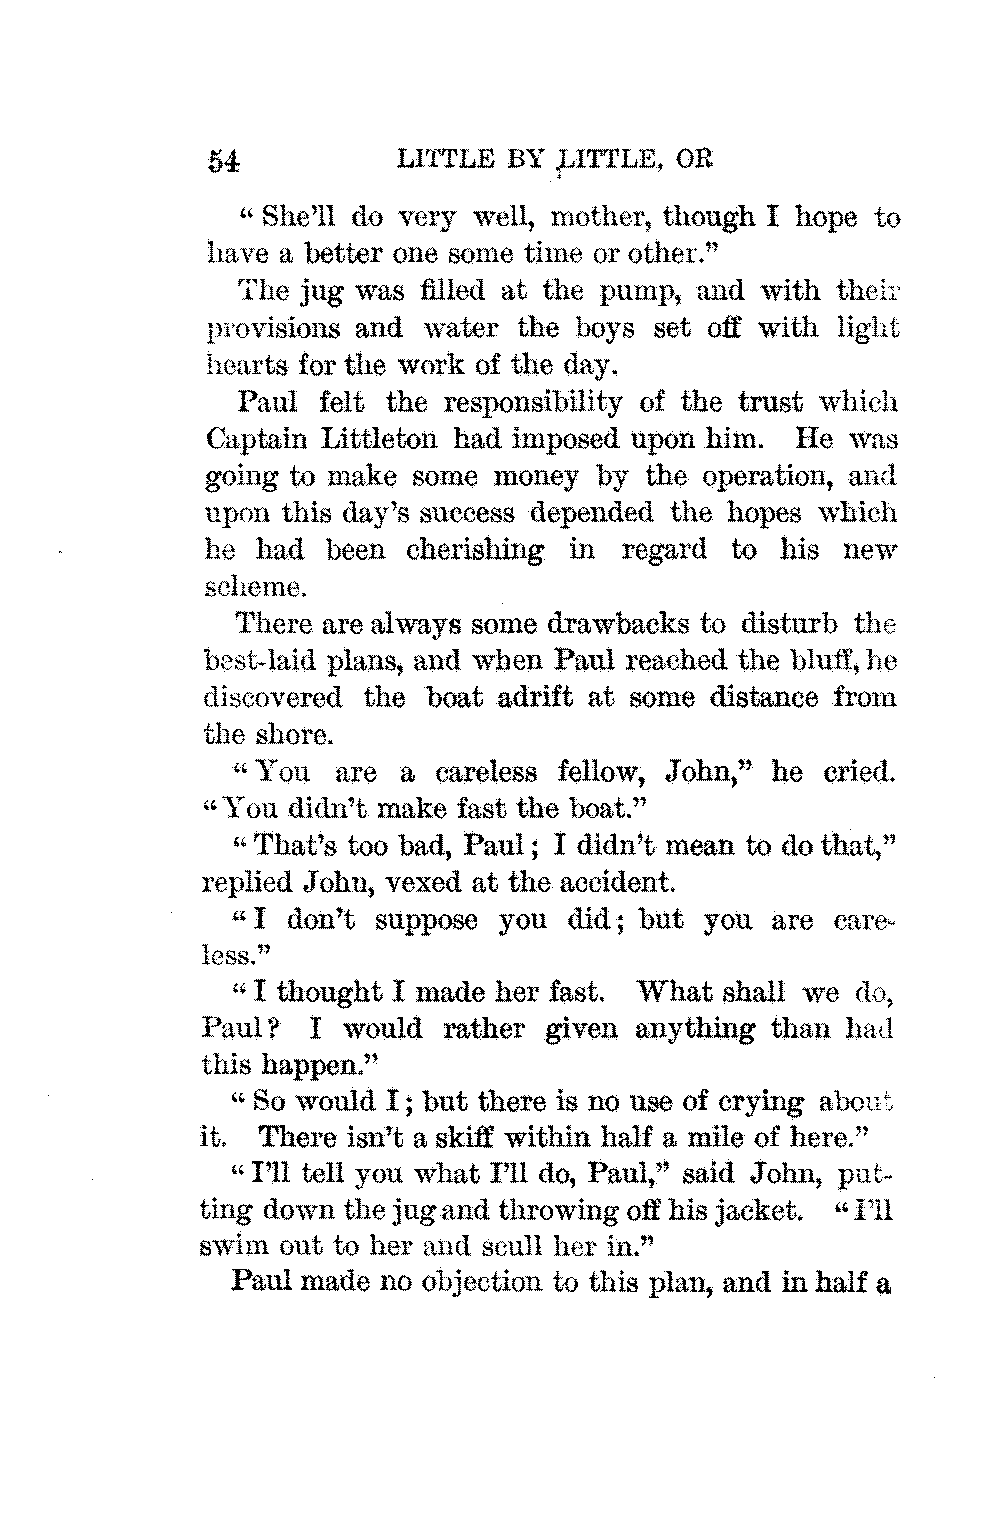 54 LITTLE BY LITTLE, OR
“ She’ll do very well, mother, though I hope to
have a better one some time or other.”
The jug was filled at the pump, and with their
provisions and water the boys set off with light
hearts for the work of the day.
Paul felt the responsibility of the trust which
Captain Littleton had imposed upon him. He was
going to make some money by the operation, and
upon this day’s success depended the hopes which
he had been cherishing in regard to his new
scheme.
There are always some drawbacks to disturb the
best-laid plans, and when Paul reached the bluff, he
discovered the boat adrift at some distance from
the shore.
“ You are a careless fellow, John,” he cried.
“ You didn’t make fast the boat.”
“ That’s too bad, Paul ; I didn’t mean to do that,”
replied John, vexed at the accident.
“ I don’t suppose you did ; but you are care-
less.”
“ I thought I made her fast. What shall we do,
Paul? I would rather given anything than had
this happen.”
“ So would I ; but there is no use of crying about
it. There isn’t a skiff within half a mile of here.”
“ I’ll tell you what I’ll do, Paul,” said John, put-
ting down the jug and throwing off his jacket. “ I’ll
swim out to her and scull her in.”
Paul made no objection to this plan, and in half a